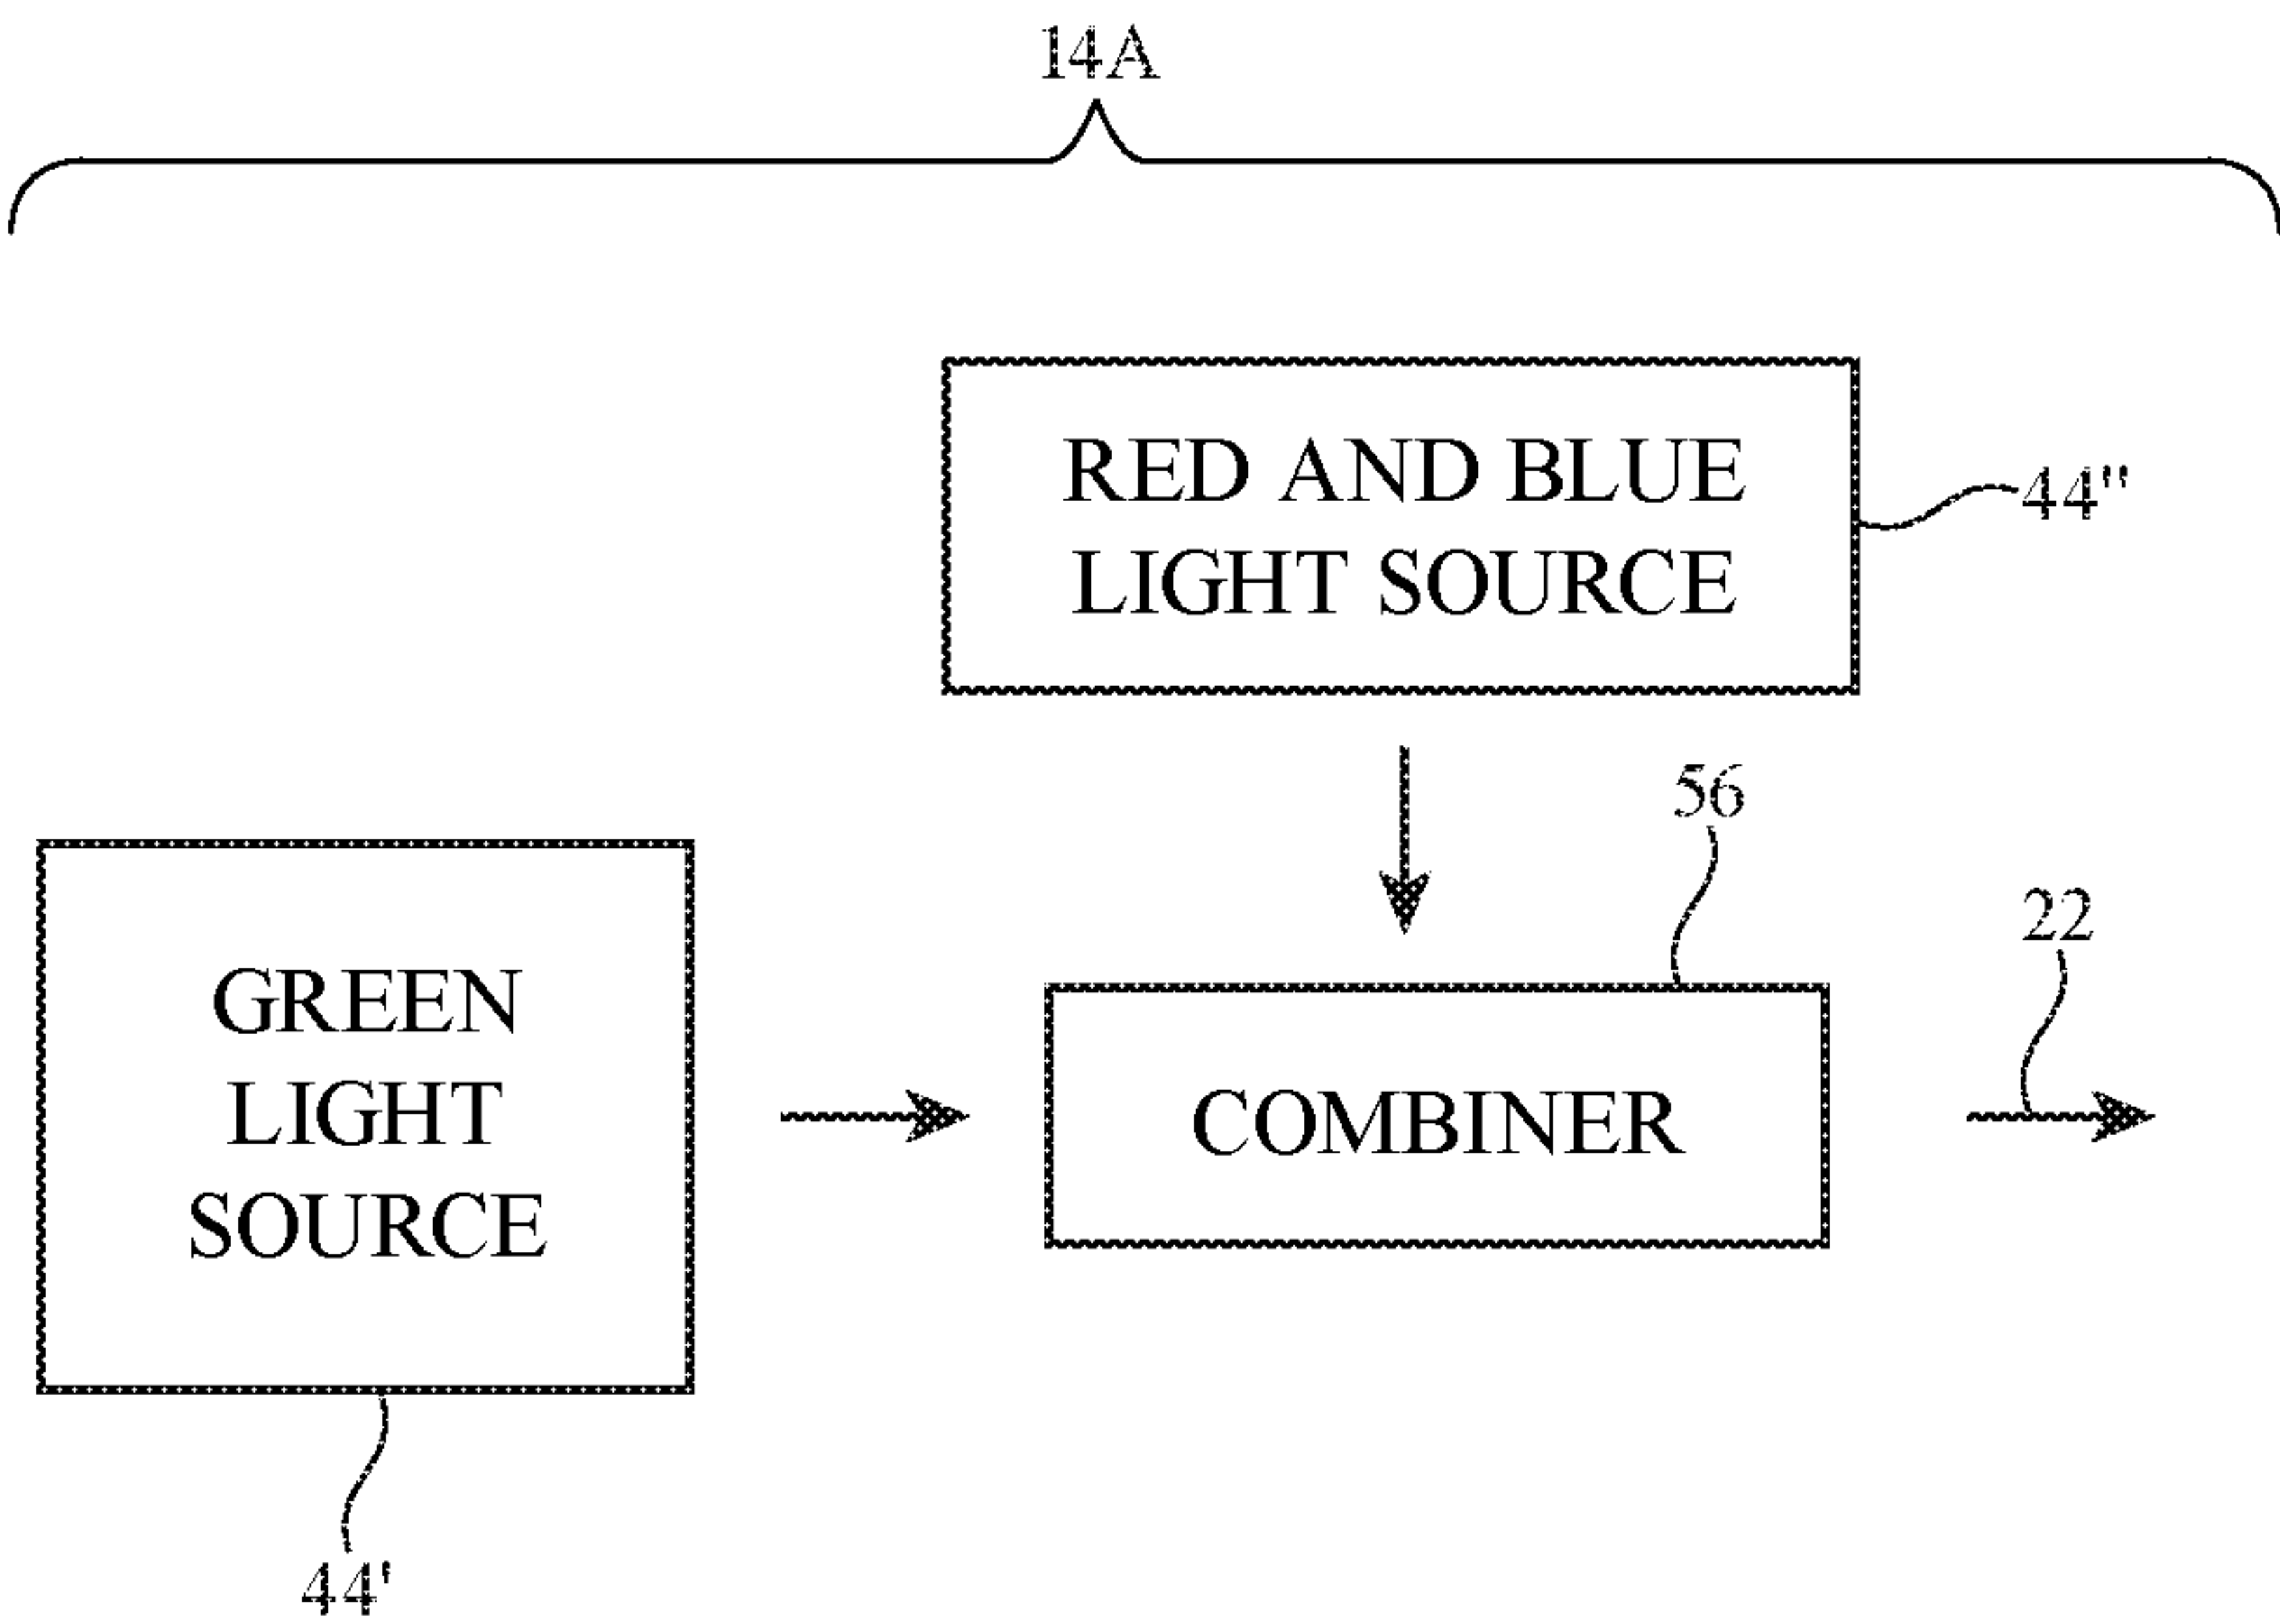 14A
RED AND BLUE
LIGHT SOURCE
44"
56
22
GREEN
LIGHT
SOURCE
COMBINER
44'